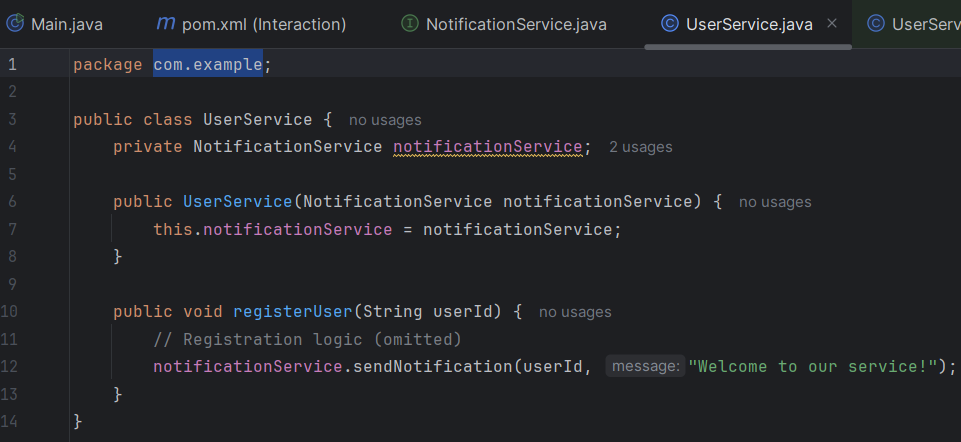 Main.java m pom.xml (Interaction) I NotificationService.java C UserService.java × C UserServ
1 package com.example;
2
3 public class UserService { no usages
4 private NotificationService notificationService; 2 usages
5
6 public UserService(NotificationService notificationService) { no usages
7 this.notificationService = notificationService;
8 }
9
10 public void registerUser(String userId) { no usages
11 // Registration logic (omitted)
12 notificationService.sendNotification(userId, message: "Welcome to our service!");
13 }
14 }